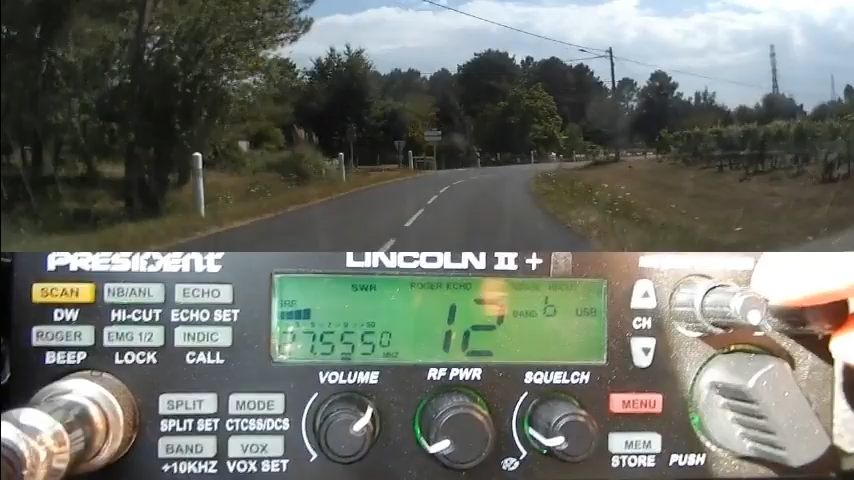 PRESIDENT
LINCOLN II +
SCAN NB/ANL ECHO
DW HI-CUT ECHO SET
ROGER EMG 1/2 INDIC
BEEP LOCK CALL
SPLIT MODE
SPLIT SET CTCSS/DCS
BAND VOX
+10KHZ VOX SET
SWR ROGER ECHO
12 BAND 6 USB
27.5550 MHZ
VOLUME RF PWR SQUELCH
CH
MENU
MEM
STORE PUSH